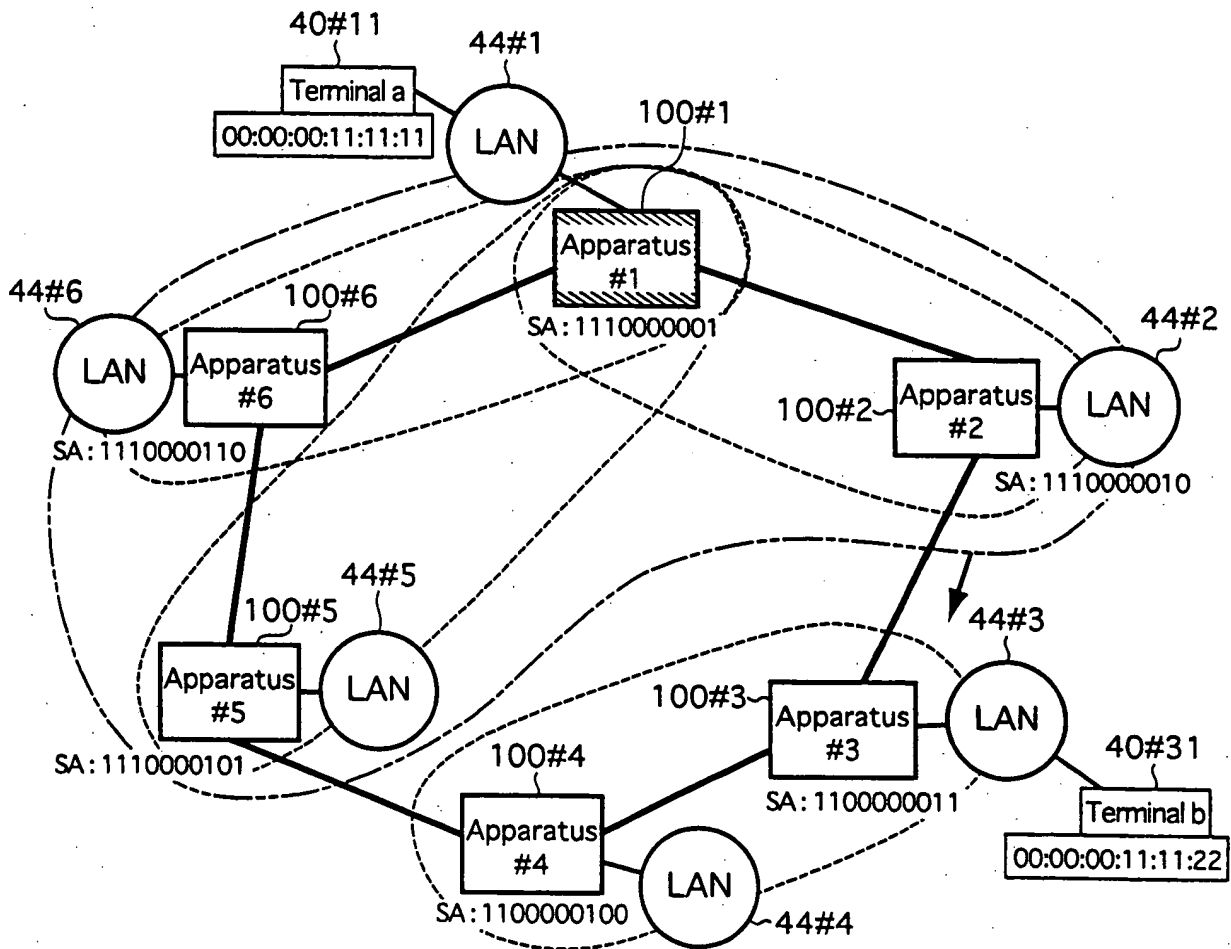 40#11
44#1
Terminal a
00:00:00:11:11:11
LAN
100#1
Apparatus
#1
SA:1110000001
44#6
100#6
LAN
Apparatus
#6
SA:1110000110
44#2
100#2
Apparatus
#2
LAN
SA:1110000010
44#5
100#5
Apparatus
#5
LAN
SA:1110000101
44#3
100#3
Apparatus
#3
LAN
SA:1100000011
40#31
Terminal b
00:00:00:11:11:22
100#4
Apparatus
#4
LAN
SA:1100000100
44#4